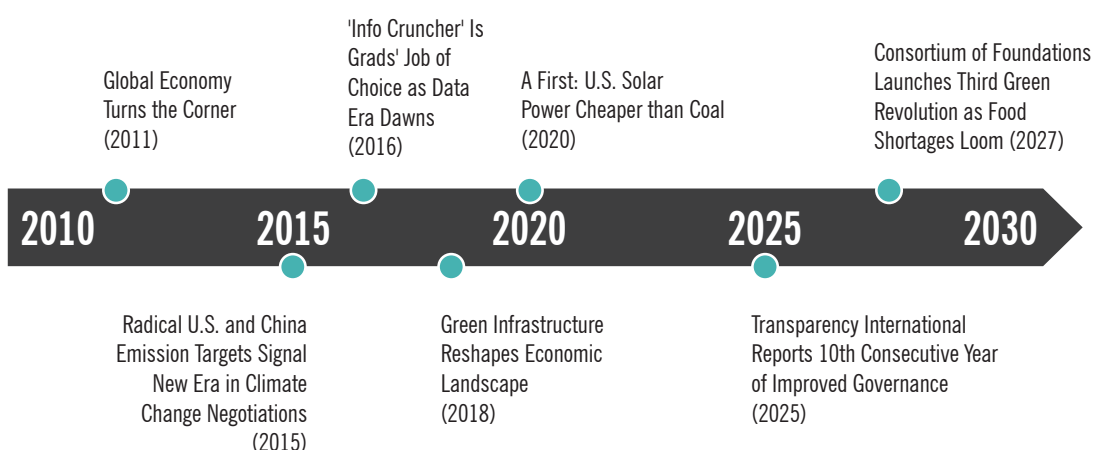 'Info Cruncher' Is
Grads' Job of
Choice as Data
Era Dawns
(2016)
Global Economy
Turns the Corner
(2011)
A First: U.S. Solar
Power Cheaper than Coal
(2020)
Consortium of Foundations
Launches Third Green
Revolution as Food
Shortages Loom (2027)
2010
2015
2020
2025
2030
Radical U.S. and China
Emission Targets Signal
New Era in Climate
Change Negotiations
(2015)
Green Infrastructure
Reshapes Economic
Landscape
(2018)
Transparency International
Reports 10th Consecutive Year
of Improved Governance
(2025)